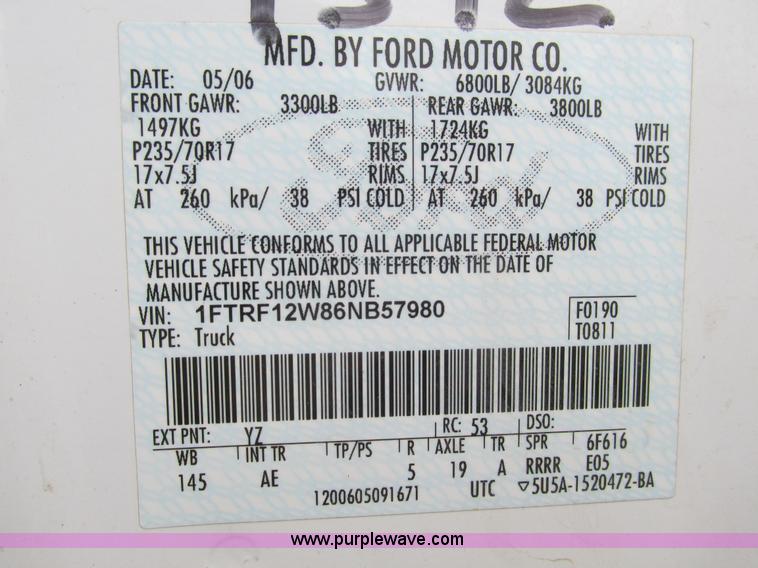 MFD. BY FORD MOTOR CO.
DATE: 05/06 GVWR: 6800LB/ 3084KG
FRONT GAWR: 3300LB REAR GAWR: 3800LB
1497KG WITH 1724KG WITH
P235/70R17 TIRES P235/70R17 TIRES
17x7.5J RIMS 17x7.5J RIMS
AT 260 kPa/ 38 PSI COLD AT 260 kPa/ 38 PSI COLD
Ford
THIS VEHICLE CONFORMS TO ALL APPLICABLE FEDERAL MOTOR
VEHICLE SAFETY STANDARDS IN EFFECT ON THE DATE OF
MANUFACTURE SHOWN ABOVE.
VIN: 1FTRF12W86NB57980 F0190
TYPE: Truck T0811
EXT PNT: YZ RC: 53 DSO:
WB INT TR TP/PS R AXLE TR SPR 6F616
145 AE 5 19 A RRRR E05
1200605091671 UTC ▽5U5A-1520472-BA
www.purplewave.com